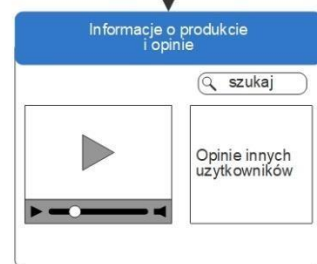 Informacje o produkcie
i opinie
szukaj
Opinie innych
uzytkowników